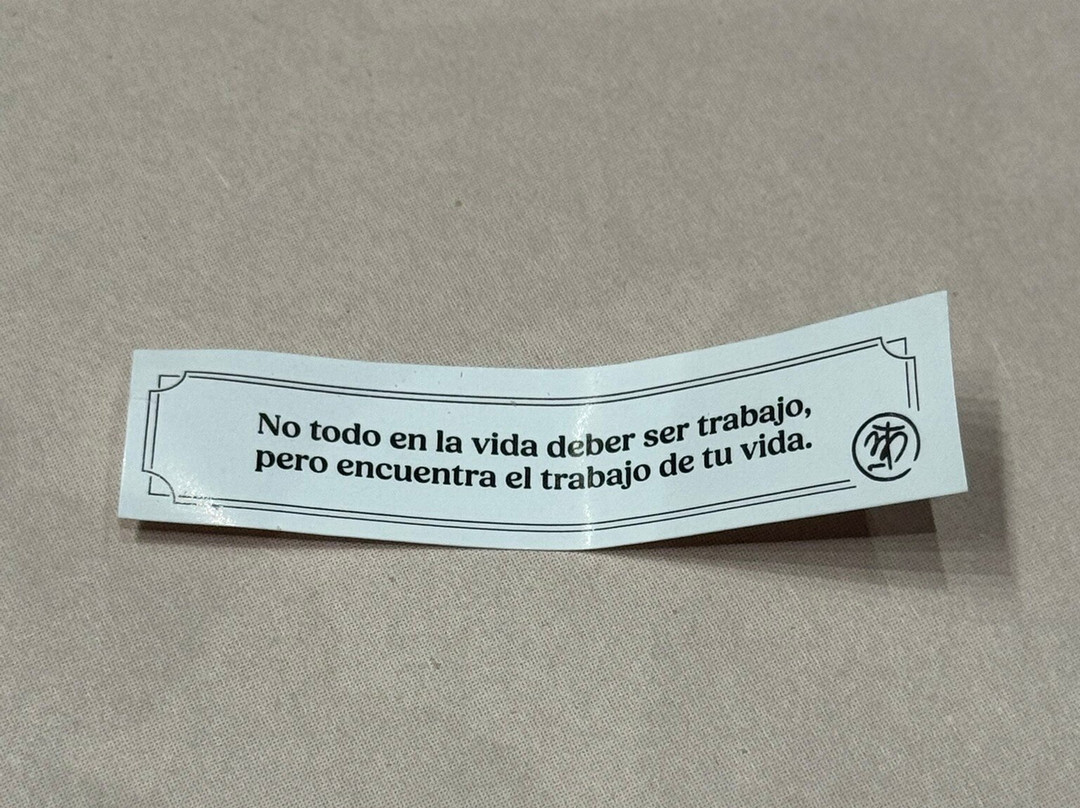 No todo en la vida deber ser trabajo,
pero encuentra el trabajo de tu vida.